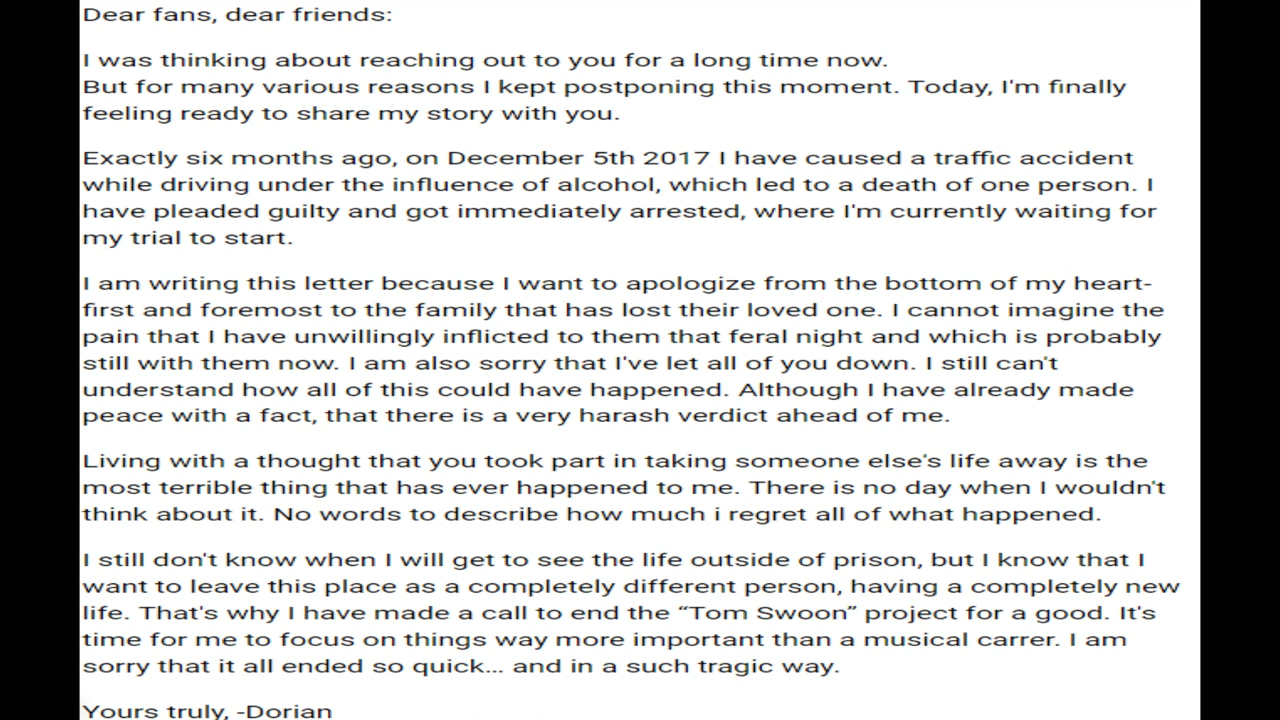 Dear fans, dear friends:
I was thinking about reaching out to you for a long time now.
But for many various reasons I kept postponing this moment. Today, I'm finally
feeling ready to share my story with you.
Exactly six months ago, on December 5th 2017 I have caused a traffic accident
while driving under the influence of alcohol, which led to a death of one person. I
have pleaded guilty and got immediately arrested, where I'm currently waiting for
my trial to start.
I am writing this letter because I want to apologize from the bottom of my heart-
first and foremost to the family that has lost their loved one. I cannot imagine the
pain that I have unwillingly inflicted to them that feral night and which is probably
still with them now. I am also sorry that I've let all of you down. I still can't
understand how all of this could have happened. Although I have already made
peace with a fact, that there is a very harash verdict ahead of me.
Living with a thought that you took part in taking someone else's life away is the
most terrible thing that has ever happened to me. There is no day when I wouldn't
think about it. No words to describe how much i regret all of what happened.
I still don't know when I will get to see the life outside of prison, but I know that I
want to leave this place as a completely different person, having a completely new
life. That's why I have made a call to end the “Tom Swoon” project for a good. It's
time for me to focus on things way more important than a musical carrer. I am
sorry that it all ended so quick... and in a such tragic way.
Yours truly, -Dorian